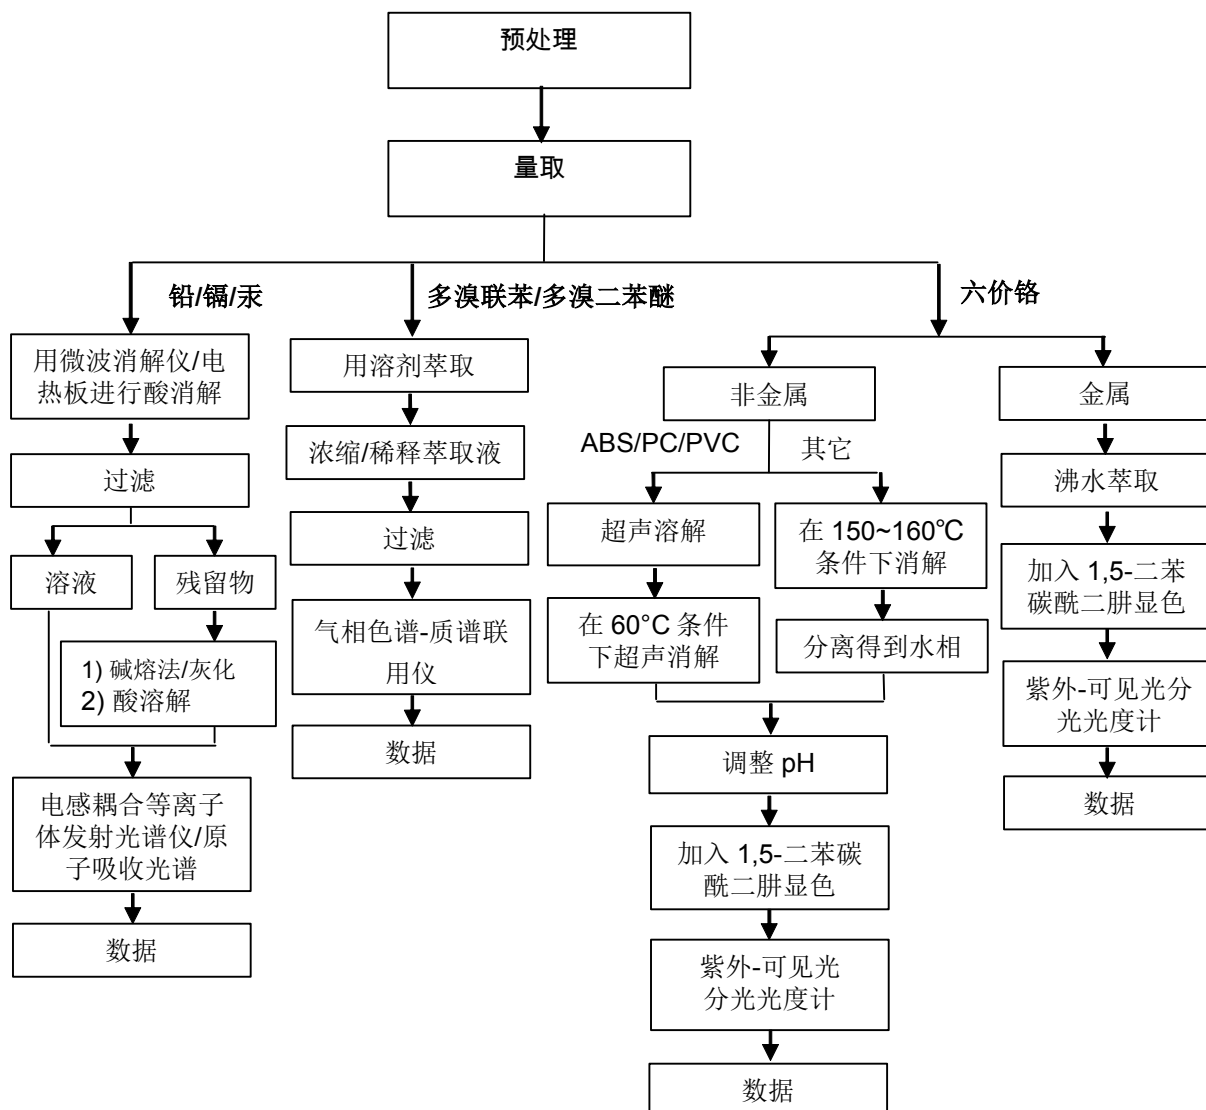 预处理
量取
铅/镉/汞
多溴联苯/多溴二苯醚
六价铬
用微波消解仪/电
热板进行酸消解
过滤
溶液
残留物
1) 碱熔法/灰化
2) 酸溶解
电感耦合等离子
体发射光谱仪/原
子吸收光谱
数据
用溶剂萃取
浓缩/稀释萃取液
过滤
气相色谱-质谱联
用仪
数据
非金属
ABS/PC/PVC
其它
超声溶解
在 60°C 条件
下超声消解
在 150~160℃
条件下消解
分离得到水相
调整 pH
加入 1,5-二苯碳
酰二肼显色
紫外-可见光
分光光度计
数据
金属
沸水萃取
加入 1,5-二苯
碳酰二肼显色
紫外-可见光分
光光度计
数据